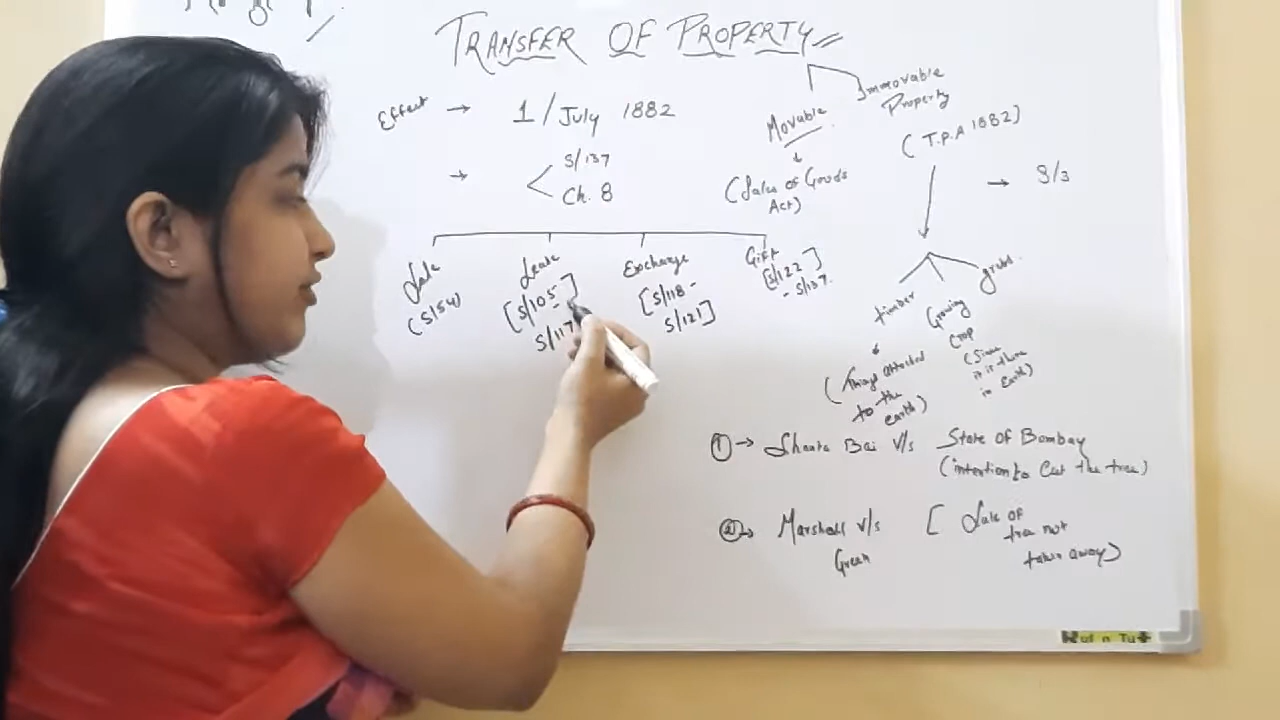 TRANSFER OF PROPERTY
Effect → 1/July 1882
→ < S/137
Ch. 8
Movable
(Sales of Goods
Act)
Immovable
Property
(T.P.A 1882)
→ S/3
Sale
(S/54)
Lease
[S/105-]
S/117
Exchange
[S/118-
S/121]
Gift
[S/122]
- S/137.
timber
(Things attached
to the
earth)
Growing
Crop
(Since
it is there
in Earth)
① → Shanta Bai V/s State of Bombay
(intention to Cut the tree)
② → Marshall V/s
Green
[Sale of
tree not
taken away)